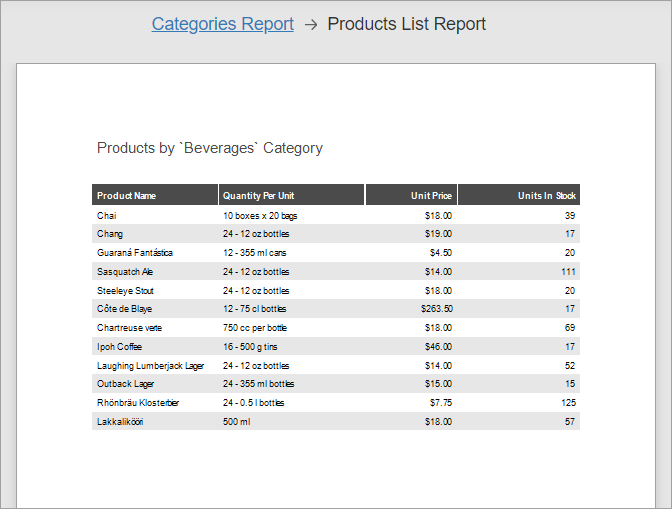 Categories Report → Products List Report
Products by `Beverages` Category
Product Name Quantity Per Unit Unit Price Units In Stock
Chai 10 boxes x 20 bags $18.00 39
Chang 24 - 12 oz bottles $19.00 17
Guaraná Fantástica 12 - 355 ml cans $4.50 20
Sasquatch Ale 24 - 12 oz bottles $14.00 111
Steeleye Stout 24 - 12 oz bottles $18.00 20
Côte de Blaye 12 - 75 cl bottles $263.50 17
Chartreuse verte 750 cc per bottle $18.00 69
Ipoh Coffee 16 - 500 g tins $46.00 17
Laughing Lumberjack Lager 24 - 12 oz bottles $14.00 52
Outback Lager 24 - 355 ml bottles $15.00 15
Rhönbräu Klosterbier 24 - 0.5 l bottles $7.75 125
Lakkalikööri 500 ml $18.00 57